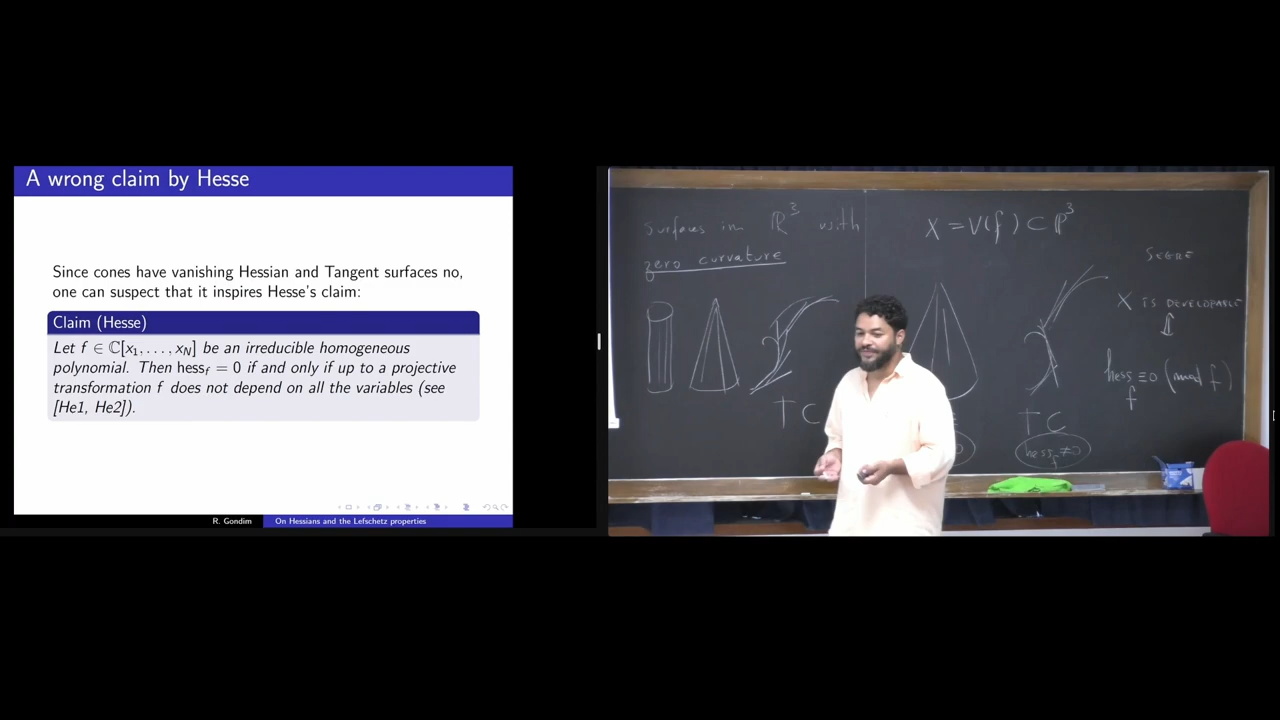 A wrong claim by Hesse
Since cones have vanishing Hessian and Tangent surfaces no,
one can suspect that it inspires Hesse's claim:
Claim (Hesse)
Let f ∈ ℂ[x₁, . . . , x_N] be an irreducible homogeneous
polynomial. Then hess_f = 0 if and only if up to a projective
transformation f does not depend on all the variables (see
[He1, He2]).
R. Gondim
On Hessians and the Lefschetz properties
surfaces in ℝ³ with
zero curvature
T C
X = V(f) ⊂ ℙ³
T C
hess_f ≠ 0
SEGRE
X IS DEVELOPABLE
⇕
hess_f ≡ 0 (mod f)